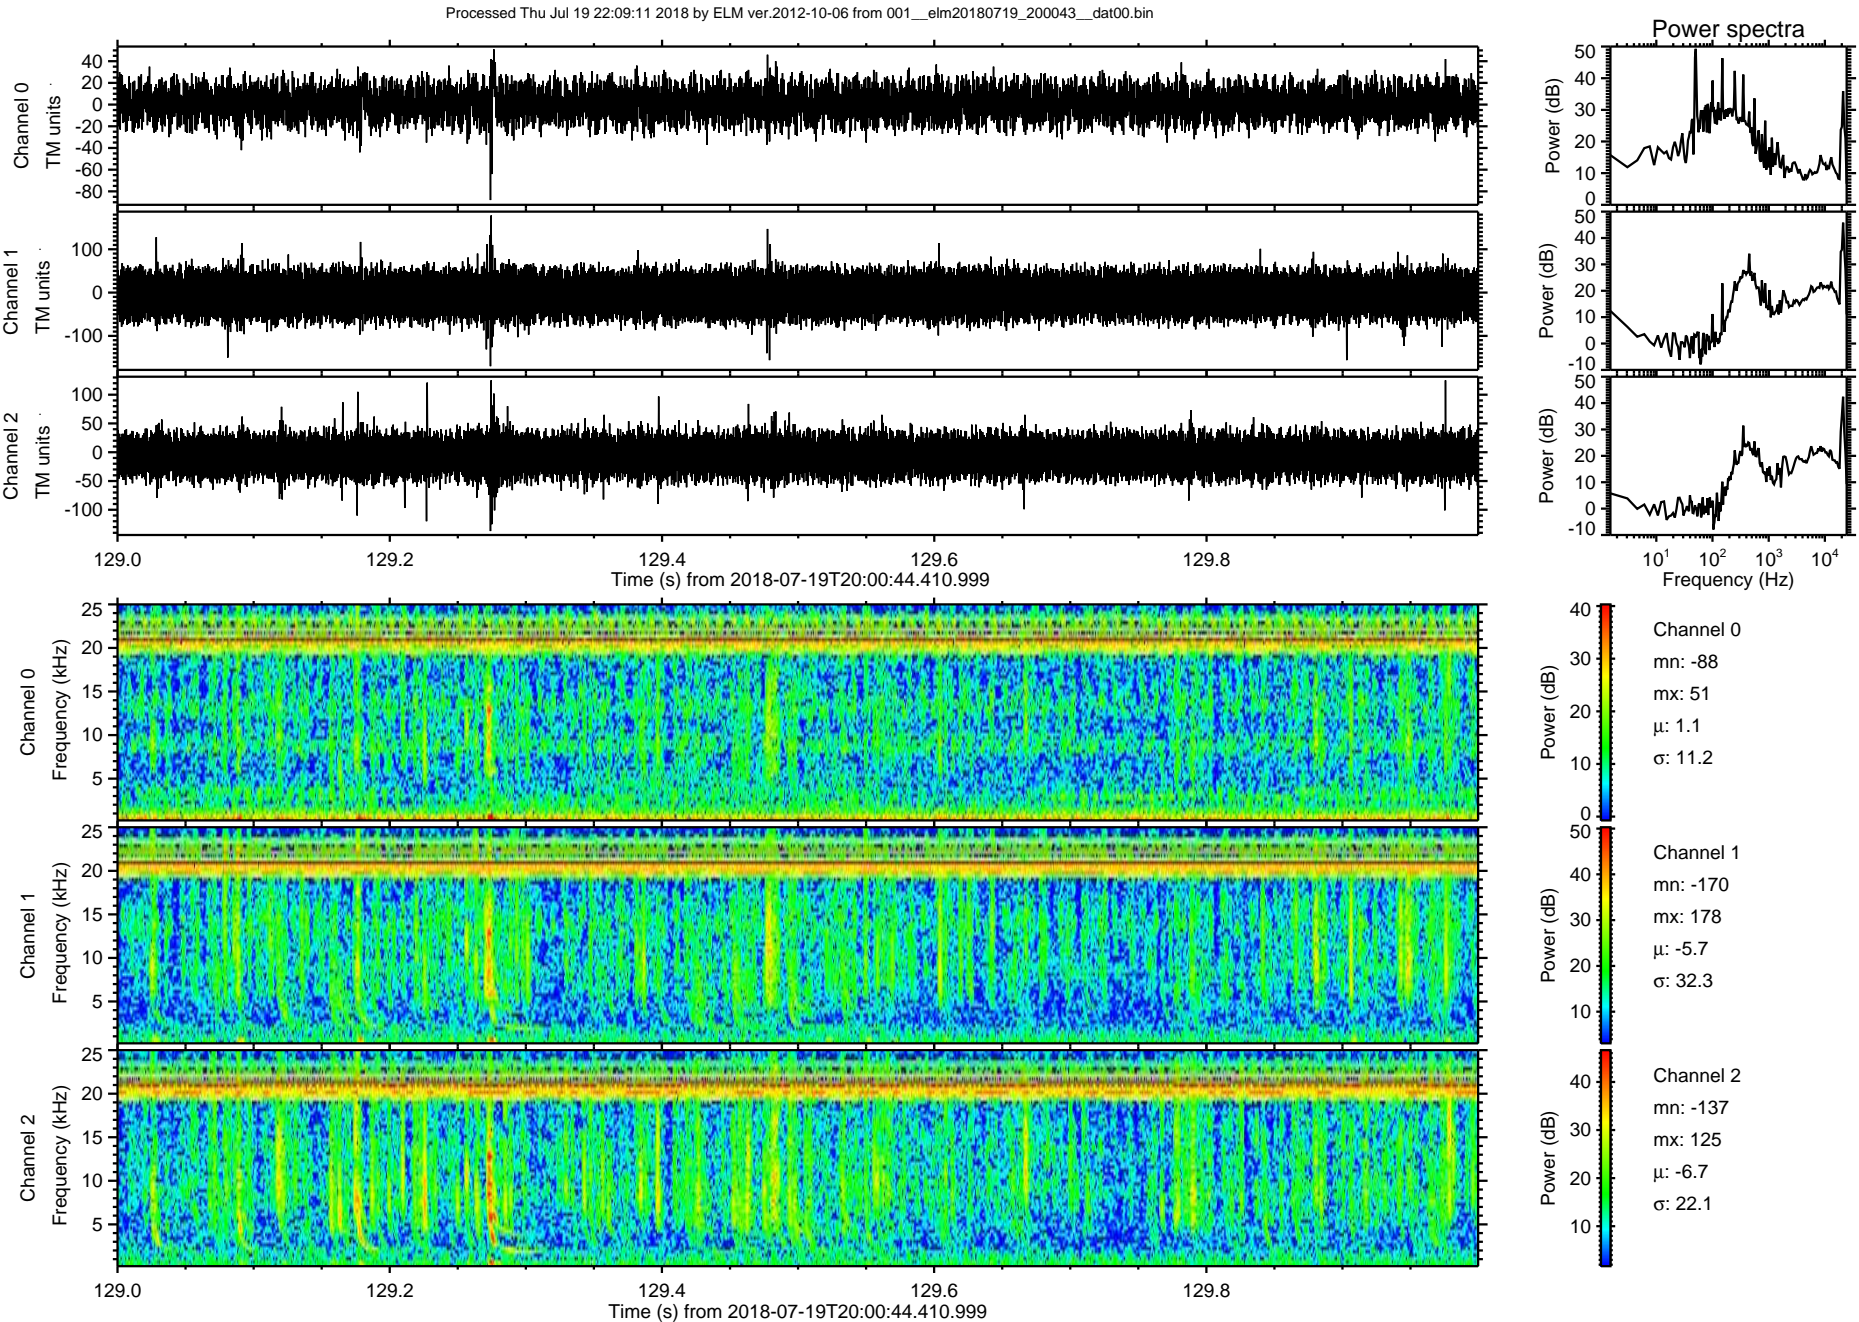 Processed Thu Jul 19 22:09:11 2018 by ELM ver.2012-10-06 from 001__elm20180719_200043__dat00.bin
Power spectra
Channel 0
TM units
40
20
0
-20
-40
-60
-80
Power (dB)
50
40
30
20
10
0
Channel 1
TM units
100
0
-100
Power (dB)
50
40
30
20
10
0
-10
Channel 2
TM units
100
50
0
-50
-100
Power (dB)
50
40
30
20
10
0
-10
129.0 129.2 129.4 129.6 129.8
Time (s) from 2018-07-19T20:00:44.410.999
10^1 10^2 10^3 10^4
Frequency (Hz)
Channel 0
Frequency (kHz)
25
20
15
10
5
Power (dB)
40
30
20
10
0
Channel 0
mn: -88
mx: 51
μ: 1.1
σ: 11.2
Channel 1
Frequency (kHz)
25
20
15
10
5
Power (dB)
50
40
30
20
10
Channel 1
mn: -170
mx: 178
μ: -5.7
σ: 32.3
Channel 2
Frequency (kHz)
25
20
15
10
5
Power (dB)
40
30
20
10
Channel 2
mn: -137
mx: 125
μ: -6.7
σ: 22.1
129.0 129.2 129.4 129.6 129.8
Time (s) from 2018-07-19T20:00:44.410.999